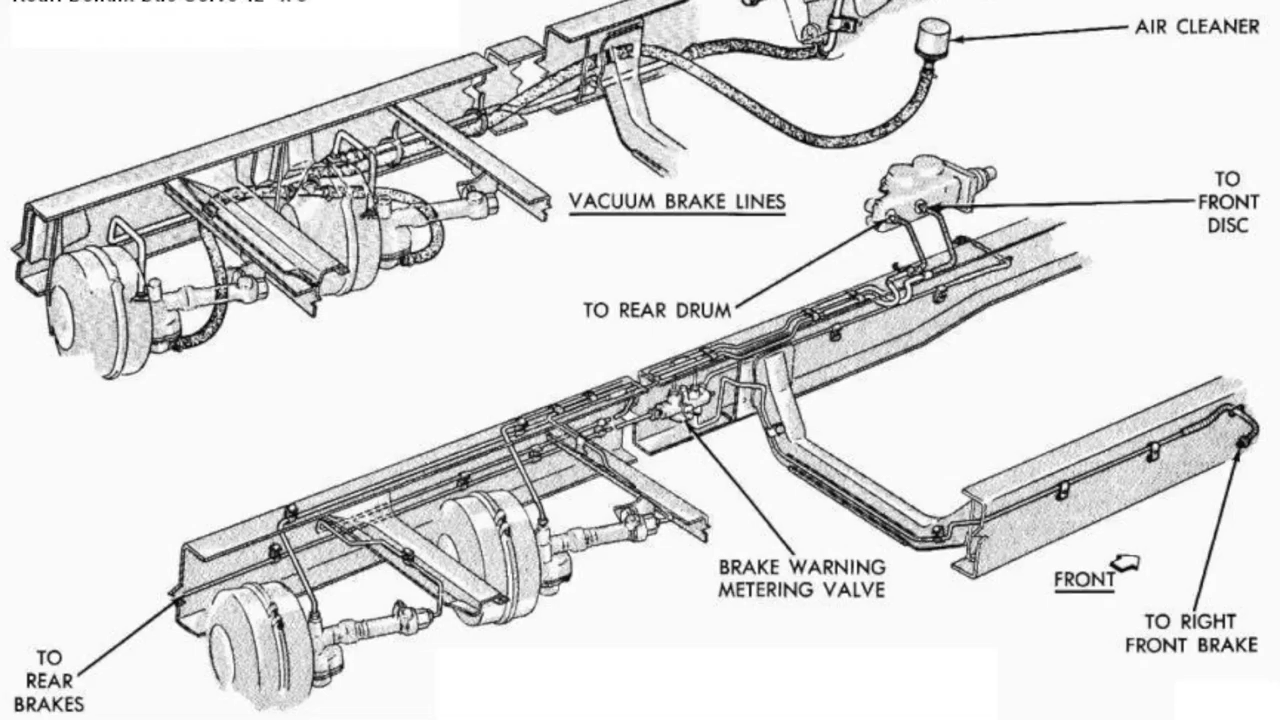 AIR CLEANER
VACUUM BRAKE LINES
TO
FRONT
DISC
TO REAR DRUM
BRAKE WARNING
METERING VALVE
FRONT
TO RIGHT
FRONT BRAKE
TO
REAR
BRAKES